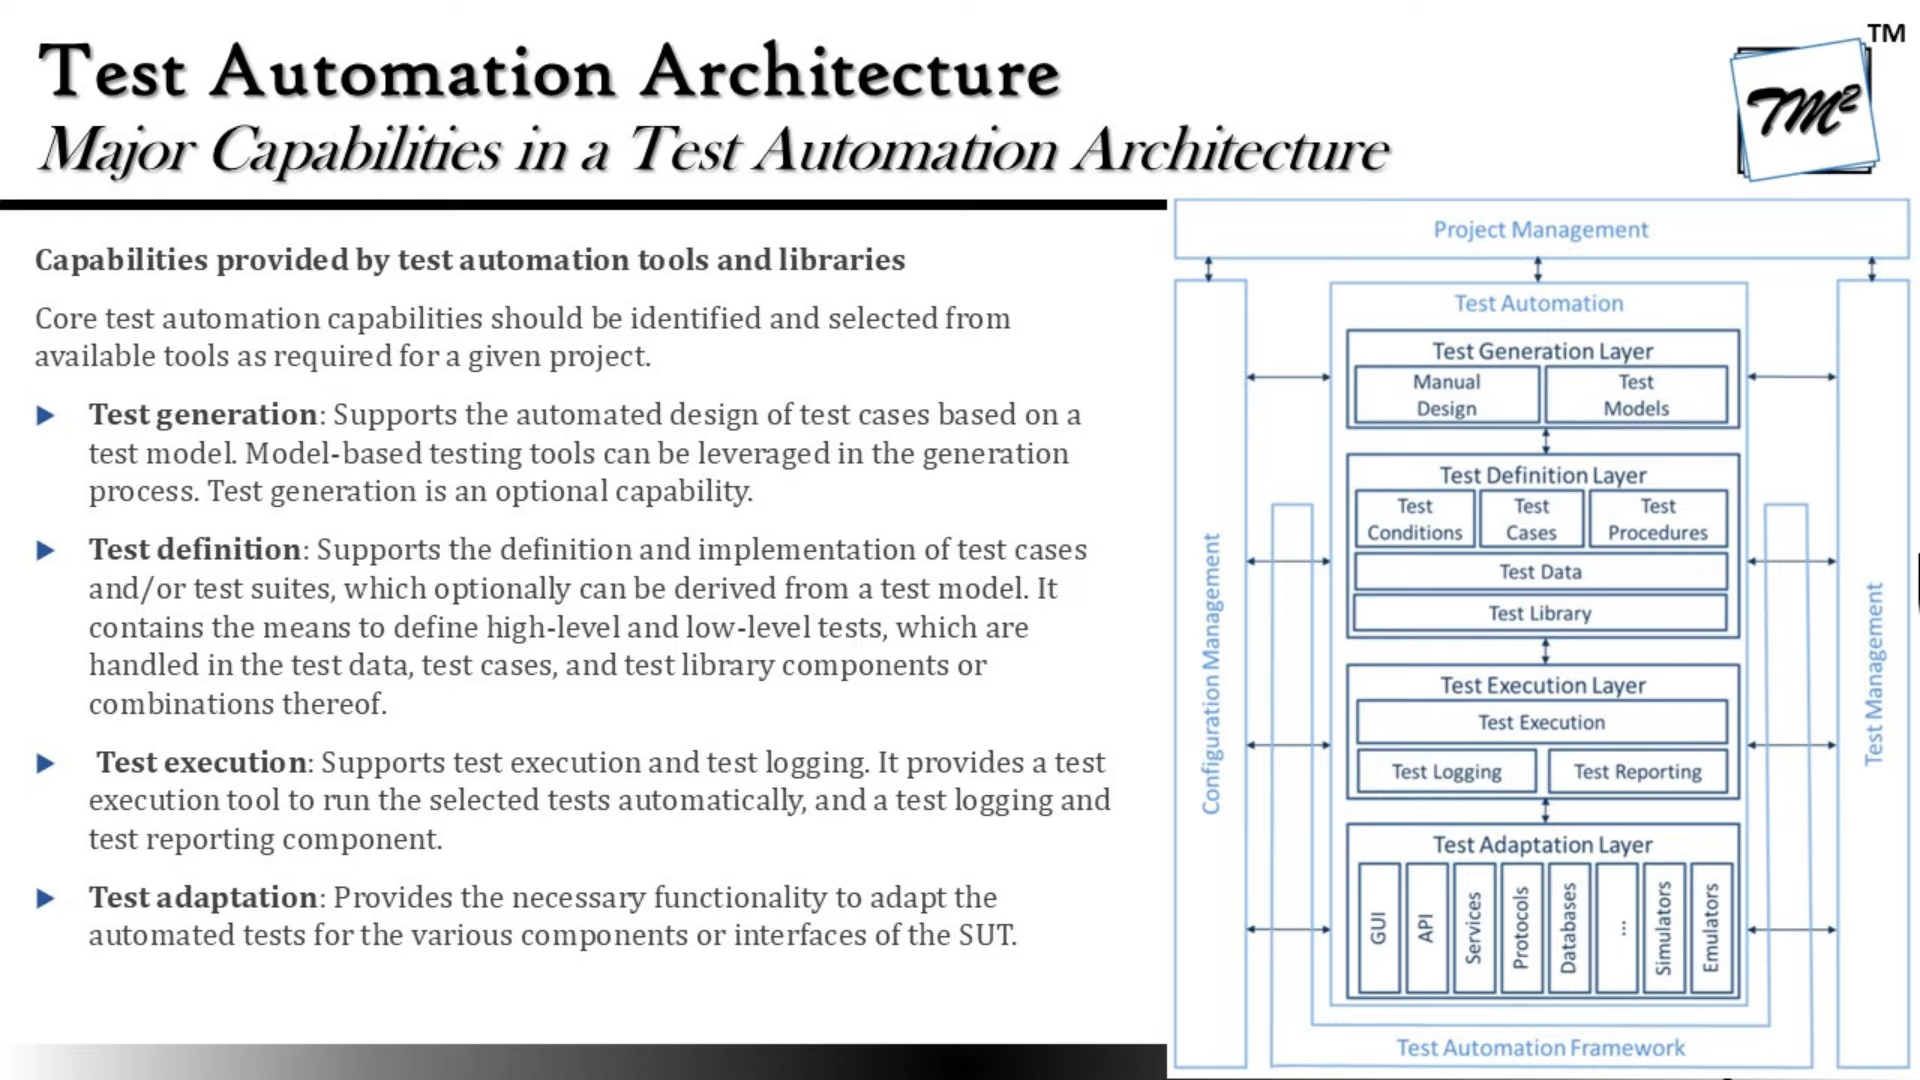 Test Automation Architecture
Major Capabilities in a Test Automation Architecture
TM
TM²
Capabilities provided by test automation tools and libraries
Core test automation capabilities should be identified and selected from
available tools as required for a given project.
Test generation: Supports the automated design of test cases based on a
test model. Model-based testing tools can be leveraged in the generation
process. Test generation is an optional capability.
Test definition: Supports the definition and implementation of test cases
and/or test suites, which optionally can be derived from a test model. It
contains the means to define high-level and low-level tests, which are
handled in the test data, test cases, and test library components or
combinations thereof.
Test execution: Supports test execution and test logging. It provides a test
execution tool to run the selected tests automatically, and a test logging and
test reporting component.
Test adaptation: Provides the necessary functionality to adapt the
automated tests for the various components or interfaces of the SUT.
Project Management
Configuration Management
Test Automation
Test Generation Layer
Manual
Design
Test
Models
Test Definition Layer
Test
Conditions
Test
Cases
Test
Procedures
Test Data
Test Library
Test Execution Layer
Test Execution
Test Logging
Test Reporting
Test Adaptation Layer
GUI
API
Services
Protocols
Databases
...
Simulators
Emulators
Test Automation Framework
Test Management